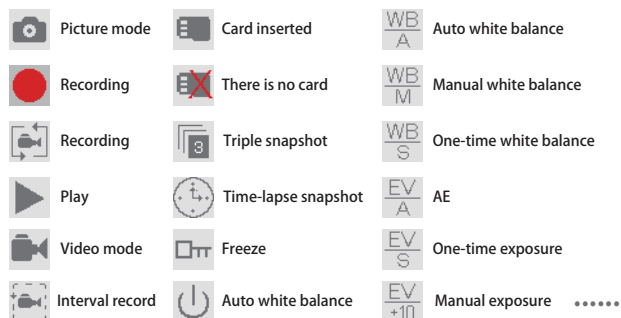 Picture mode Card inserted WB A Auto white balance
Recording There is no card WB M Manual white balance
Recording 3 Triple snapshot WB S One-time white balance
Play Time-lapse snapshot EV A AE
Video mode Freeze EV S One-time exposure
Interval record Auto white balance EV +10 Manual exposure ......